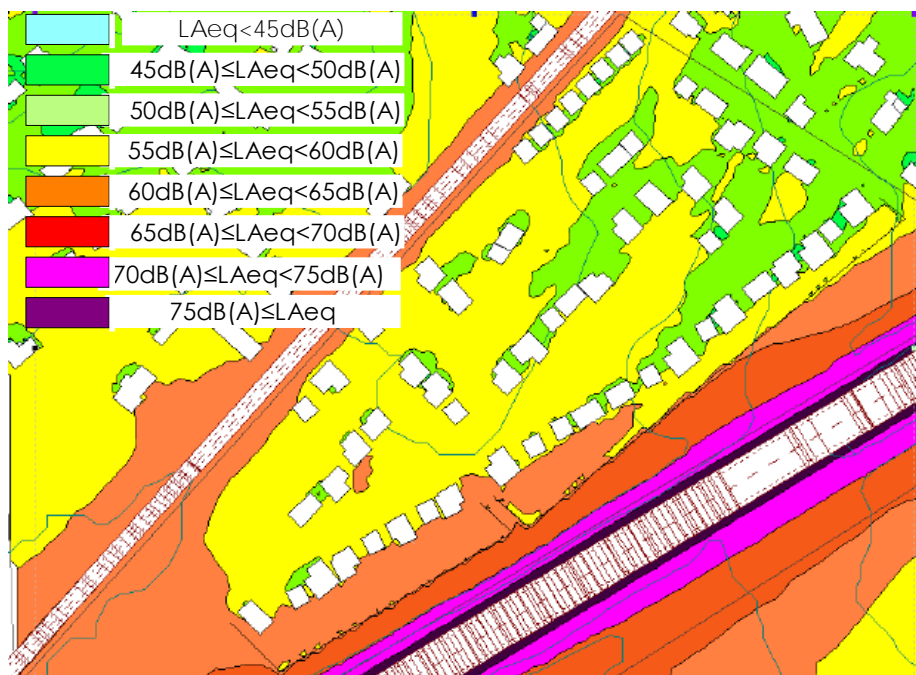 LAeq<45dB(A)
45dB(A)≤LAeq<50dB(A)
50dB(A)≤LAeq<55dB(A)
55dB(A)≤LAeq<60dB(A)
60dB(A)≤LAeq<65dB(A)
65dB(A)≤LAeq<70dB(A)
70dB(A)≤LAeq<75dB(A)
75dB(A)≤LAeq